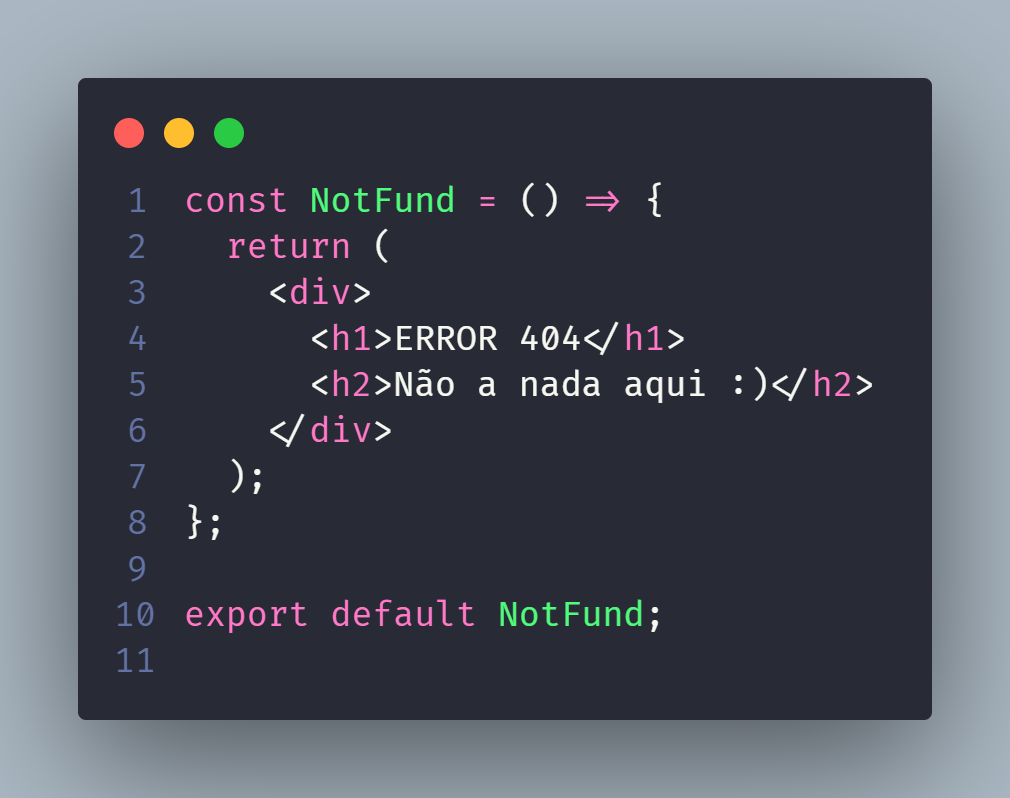 1 const NotFund = () => {
2   return (
3     <div>
4       <h1>ERROR 404</h1>
5       <h2>Não a nada aqui :)</h2>
6     </div>
7   );
8 };
9
10 export default NotFund;
11